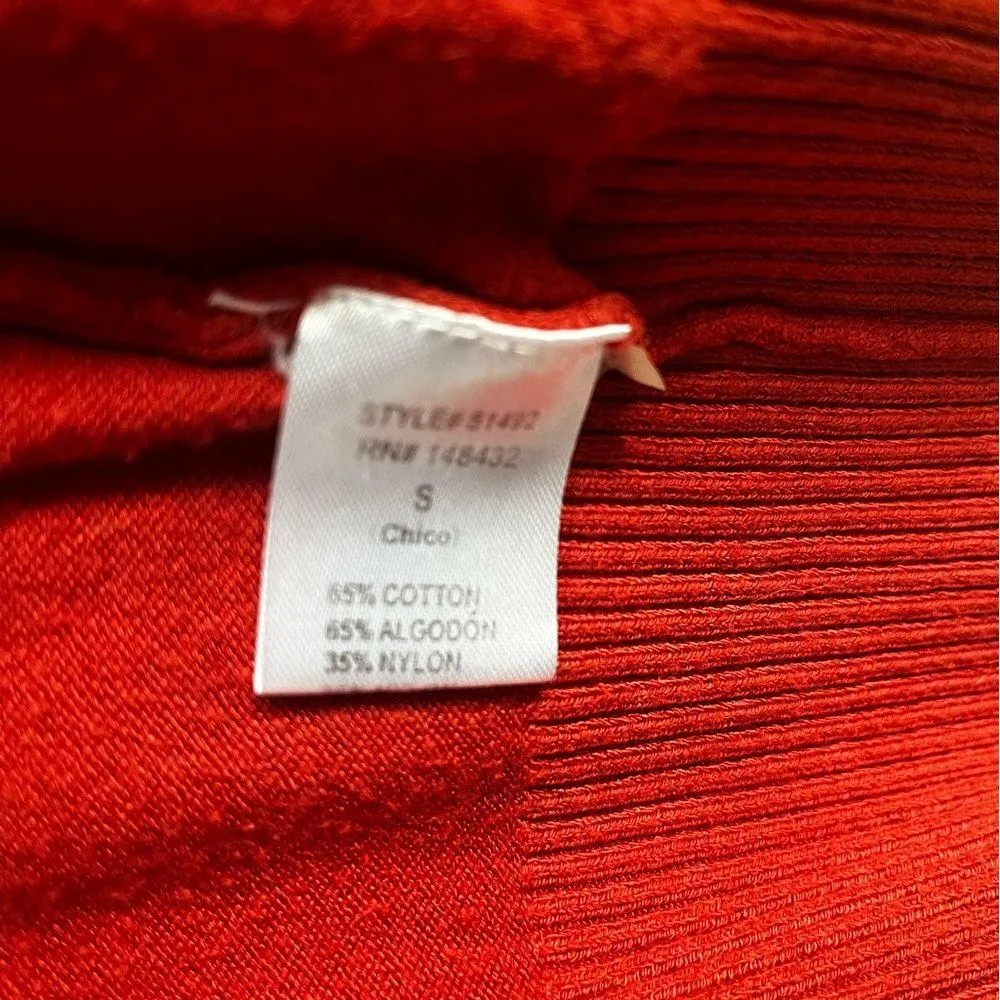 STYLE# 51492
RN# 148432
S
(Chico)
65% COTTON
65% ALGODÓN
35% NYLON